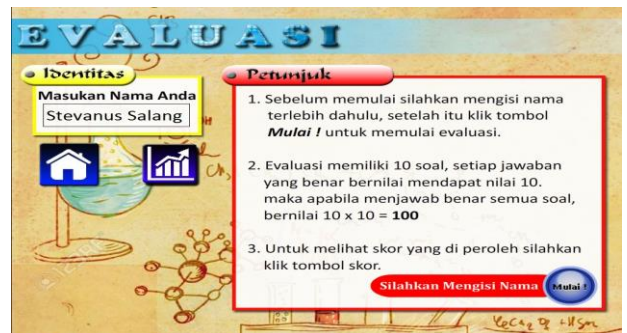 EVALUASI
Identitas
Masukan Nama Anda
Stevanus Salang
Petunjuk
1. Sebelum memulai silahkan mengisi nama
terlebih dahulu, setelah itu klik tombol
Mulai ! untuk memulai evaluasi.
2. Evaluasi memiliki 10 soal, setiap jawaban
yang benar bernilai mendapat nilai 10.
maka apabila menjawab benar semua soal,
bernilai 10 x 10 = 100
3. Untuk melihat skor yang di peroleh silahkan
klik tombol skor.
Silahkan Mengisi Nama
Mulai !